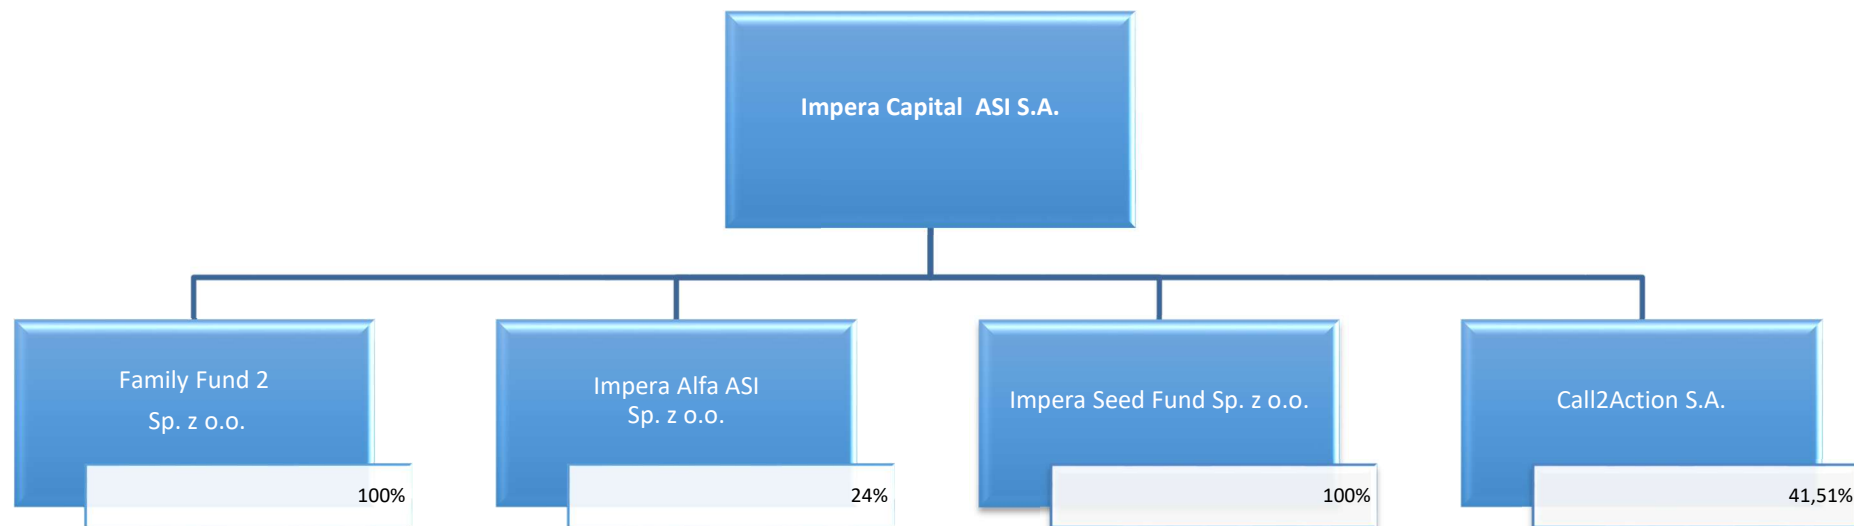 Impera Capital ASI S.A.
Family Fund 2
Sp. z o.o.
100%
Impera Alfa ASI
Sp. z o.o.
24%
Impera Seed Fund Sp. z o.o.
100%
Call2Action S.A.
41,51%